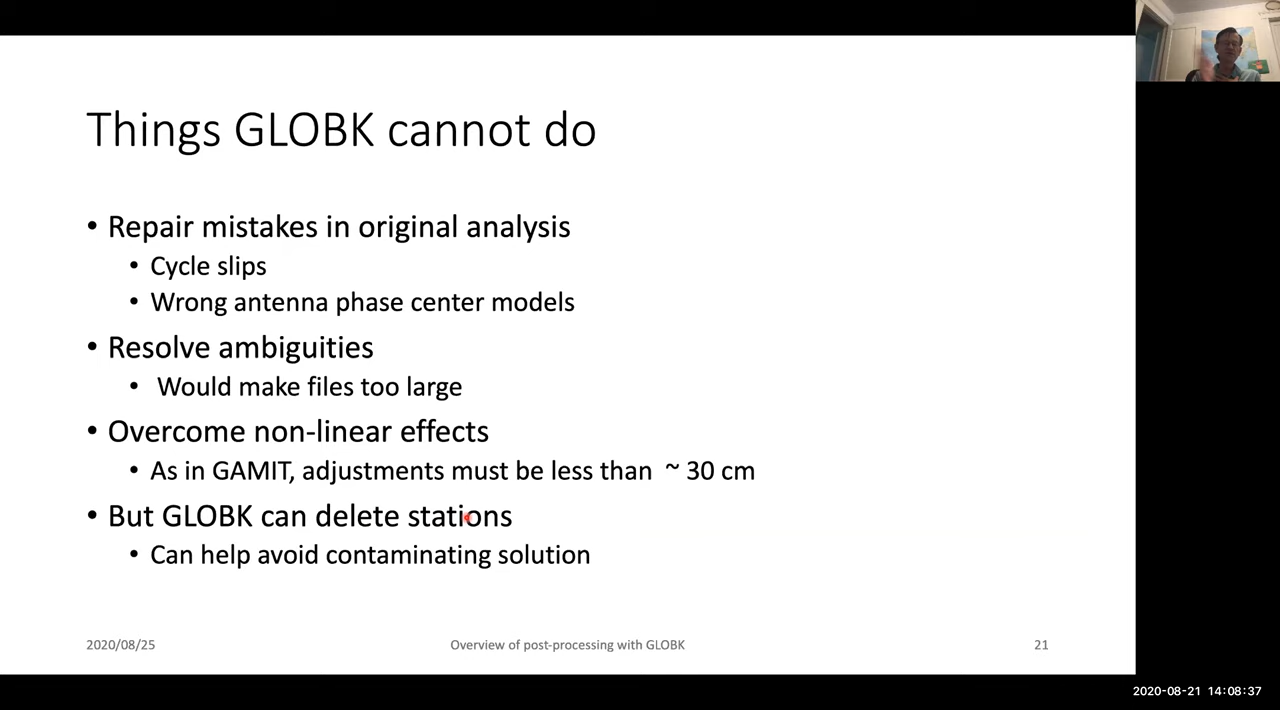 Things GLOBK cannot do
• Repair mistakes in original analysis
• Cycle slips
• Wrong antenna phase center models
• Resolve ambiguities
• Would make files too large
• Overcome non-linear effects
• As in GAMIT, adjustments must be less than ~ 30 cm
• But GLOBK can delete stations
• Can help avoid contaminating solution
2020/08/25
Overview of post-processing with GLOBK
21
2020-08-21 14:08:37